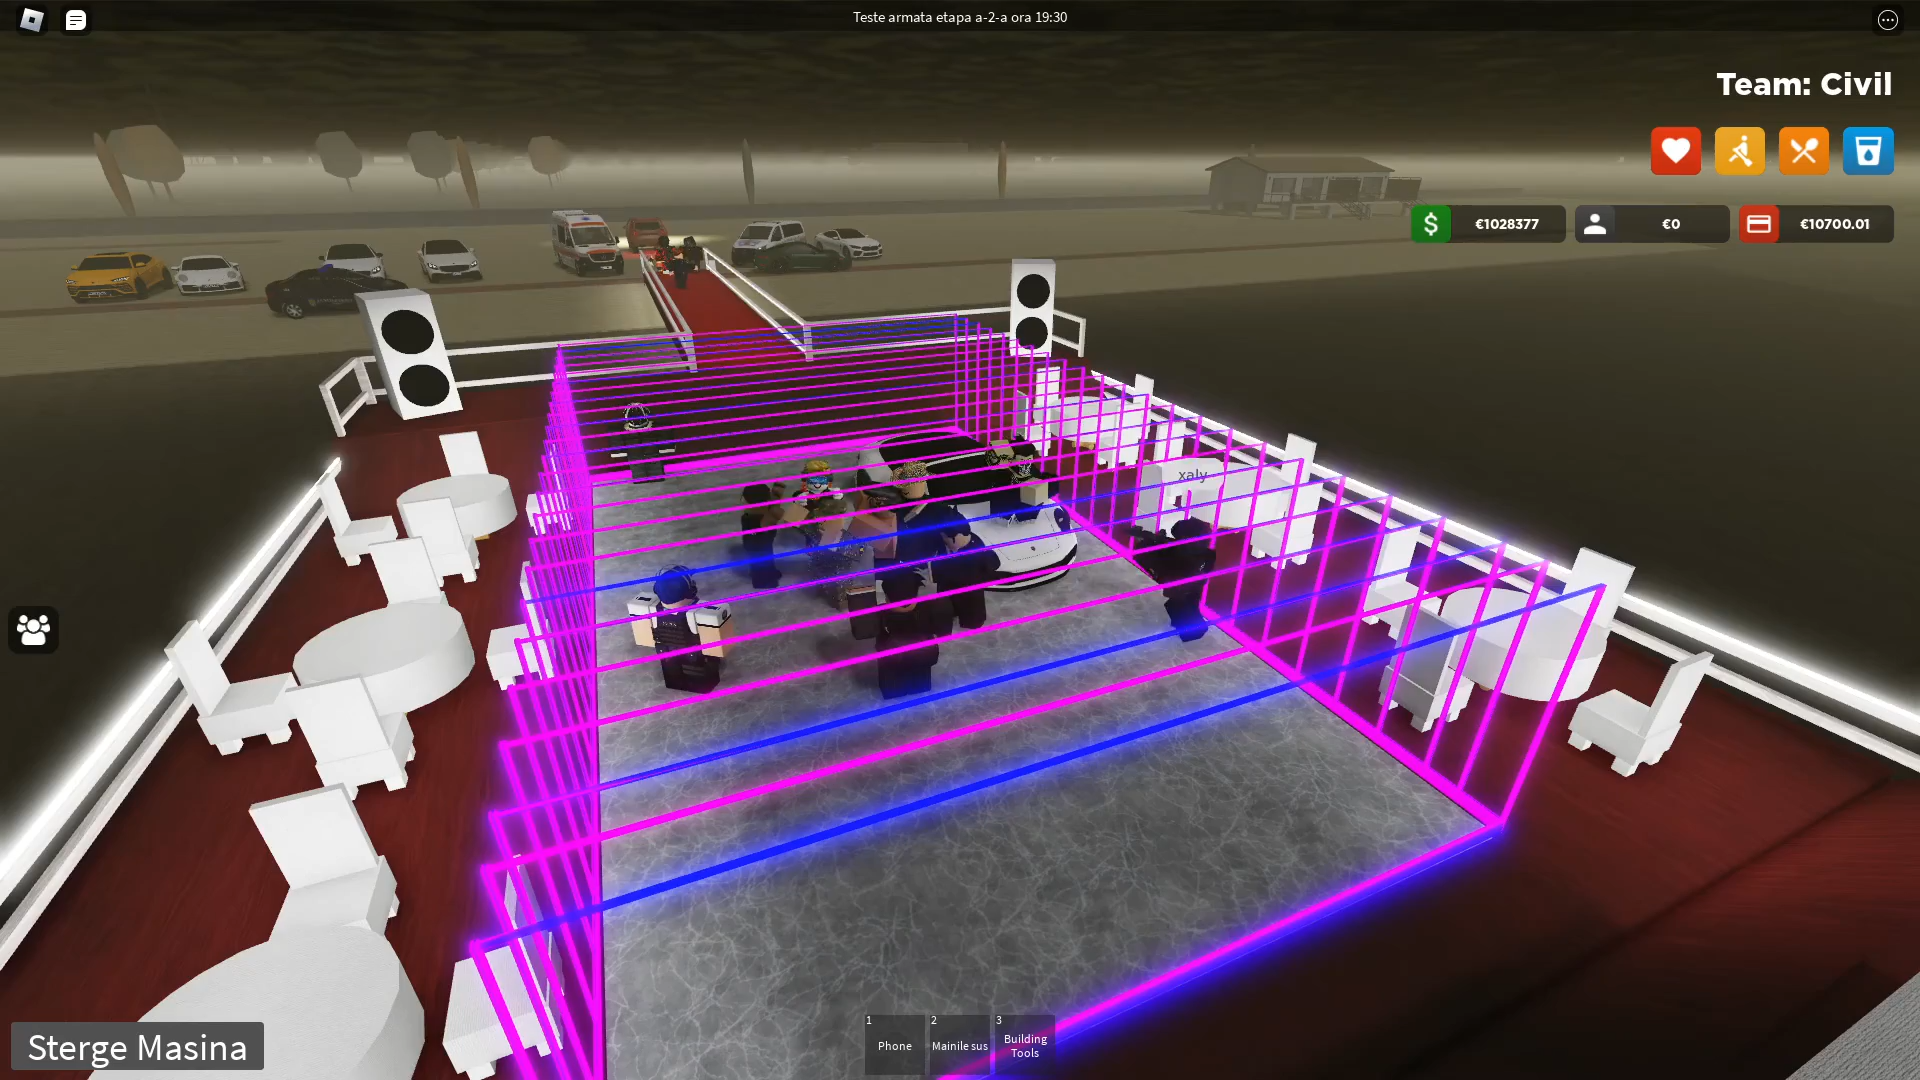 Teste armata etapa a-2-a ora 19:30
Team: Civil
€1028377
€0
€10700.01
xaly
Sterge Masina
1
Phone
2
Mainile sus
3
Building
Tools